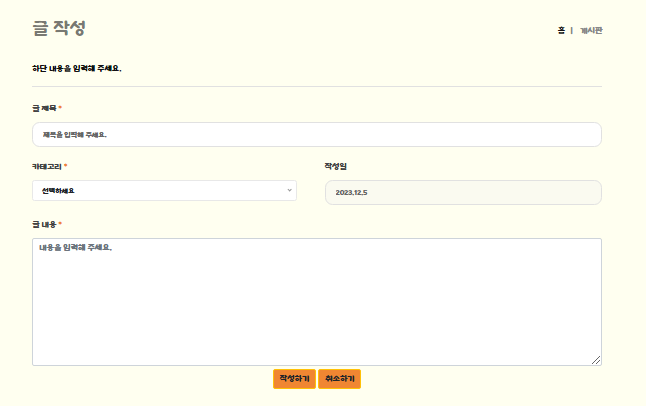 글 작성
홈 | 게시판
하단 내용을 입력해 주세요.
글 제목 *
제목을 입력해 주세요.
카테고리 * 작성일
선택하세요 2023.12.5
글 내용 *
내용을 입력해 주세요.
작성하기 취소하기